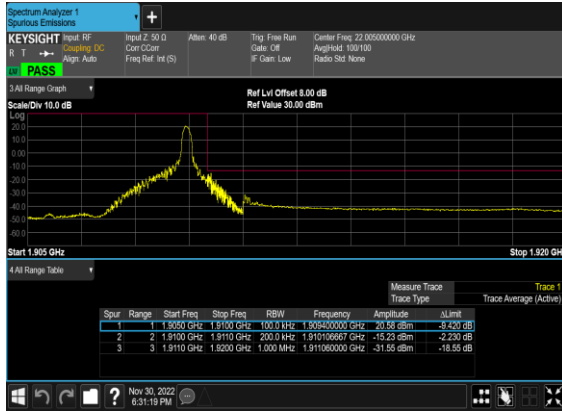 Spectrum Analyzer 1
Spurious Emissions
+
KEYSIGHT Input: RF Input Z: 50 Ω Atten: 40 dB Trig: Free Run Center Freq: 22.005000000 GHz
R T Coupling: DC Corr CCorr Gate: Off Avg|Hold: 100/100
Align: Auto Freq Ref: Int (S) IF Gain: Low Radio Std: None
PASS
3 All Range Graph
Ref Lvl Offset 8.00 dB
Scale/Div 10.0 dB Ref Value 30.00 dBm
Log
20.0
10.0
0.00
-10.0
-20.0
-30.0
-40.0
-50.0
-60.0
Start 1.905 GHz Stop 1.920 GH
4 All Range Table
Measure Trace Trace 1
Trace Type Trace Average (Active)
Spur Range Start Freq Stop Freq RBW Frequency Amplitude ΔLimit
1 1 1.9050 GHz 1.9100 GHz 100.0 kHz 1.909400000 GHz 20.58 dBm -9.420 dB
2 2 1.9100 GHz 1.9110 GHz 200.0 kHz 1.910106667 GHz -15.23 dBm -2.230 dB
3 3 1.9110 GHz 1.9200 GHz 1.000 MHz 1.911060000 GHz -31.55 dBm -18.55 dB
? Nov 30, 2022
6:31:19 PM